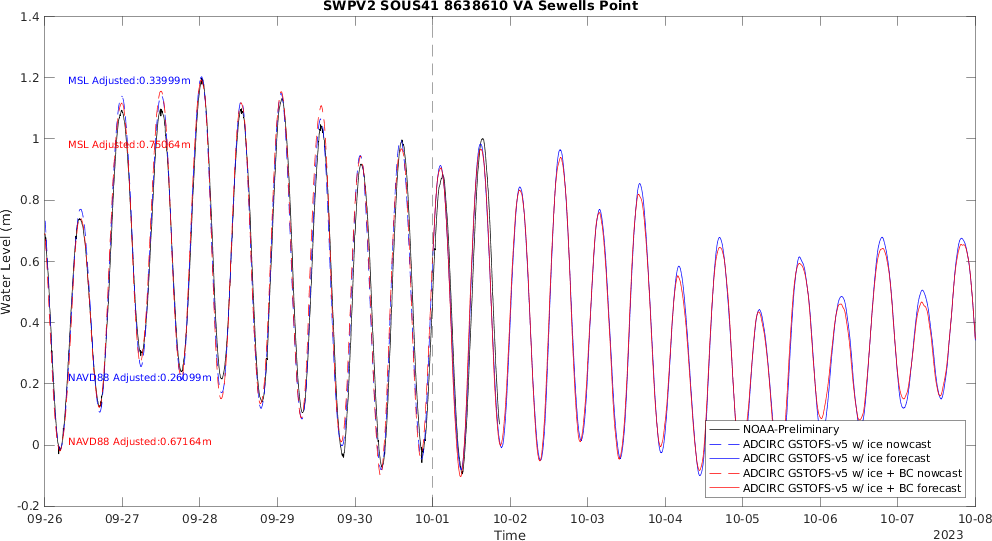 SWPV2 SOUS41 8638610 VA Sewells Point
1.4
1.2
1
0.8
0.6
0.4
0.2
0
-0.2
Water Level (m)
MSL Adjusted:0.33999m
MSL Adjusted:0.75064m
NAVD88 Adjusted:0.26099m
NAVD88 Adjusted:0.67164m
NOAA-Preliminary
ADCIRC GSTOFS-v5 w/ ice nowcast
ADCIRC GSTOFS-v5 w/ ice forecast
ADCIRC GSTOFS-v5 w/ ice + BC nowcast
ADCIRC GSTOFS-v5 w/ ice + BC forecast
09-26 09-27 09-28 09-29 09-30 10-01 10-02 10-03 10-04 10-05 10-06 10-07 10-08
Time
2023